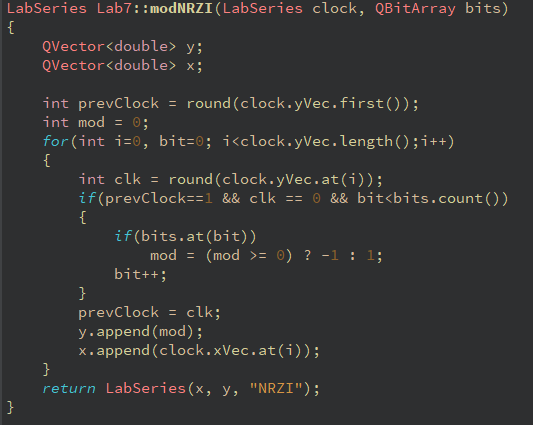 LabSeries Lab7::modNRZI(LabSeries clock, QBitArray bits)
{
    QVector<double> y;
    QVector<double> x;

    int prevClock = round(clock.yVec.first());
    int mod = 0;
    for(int i=0, bit=0; i<clock.yVec.length();i++)
    {
        int clk = round(clock.yVec.at(i));
        if(prevClock==1 && clk == 0 && bit<bits.count())
        {
            if(bits.at(bit))
                mod = (mod >= 0) ? -1 : 1;
            bit++;
        }
        prevClock = clk;
        y.append(mod);
        x.append(clock.xVec.at(i));
    }
    return LabSeries(x, y, "NRZI");
}